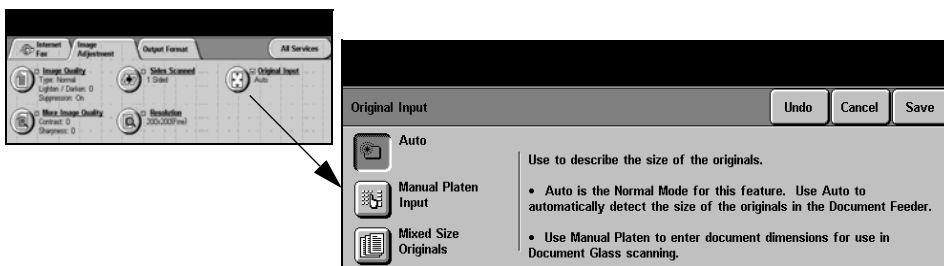 Internet Fax
Image Adjustment
Output Format
All Services
Image Quality
Type: Normal
Lighten / Darken: 0
Suppression: On
Sides Scanned
1 Sided
Original Input
Auto
More Image Quality
Contrast: 0
Sharpness: 0
Resolution
200x200(Fine)
Original Input
Undo
Cancel
Save
Auto
Manual Platen
Input
Mixed Size
Originals
Use to describe the size of the originals.
• Auto is the Normal Mode for this feature. Use Auto to
automatically detect the size of the originals in the Document Feeder.
• Use Manual Platen to enter document dimensions for use in
Document Glass scanning.